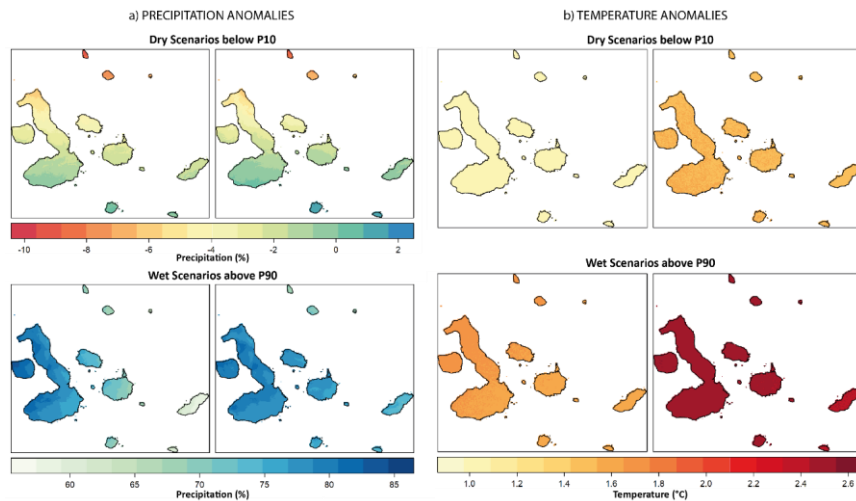 a) PRECIPITATION ANOMALIES
Dry Scenarios below P10
-10 -8 -6 -4 -2 0 2
Precipitation (%)
Wet Scenarios above P90
60 65 70 75 80 85
Precipitation (%)
b) TEMPERATURE ANOMALIES
Dry Scenarios below P10
Wet Scenarios above P90
1.0 1.2 1.4 1.6 1.8 2.0 2.2 2.4 2.6
Temperature (°C)